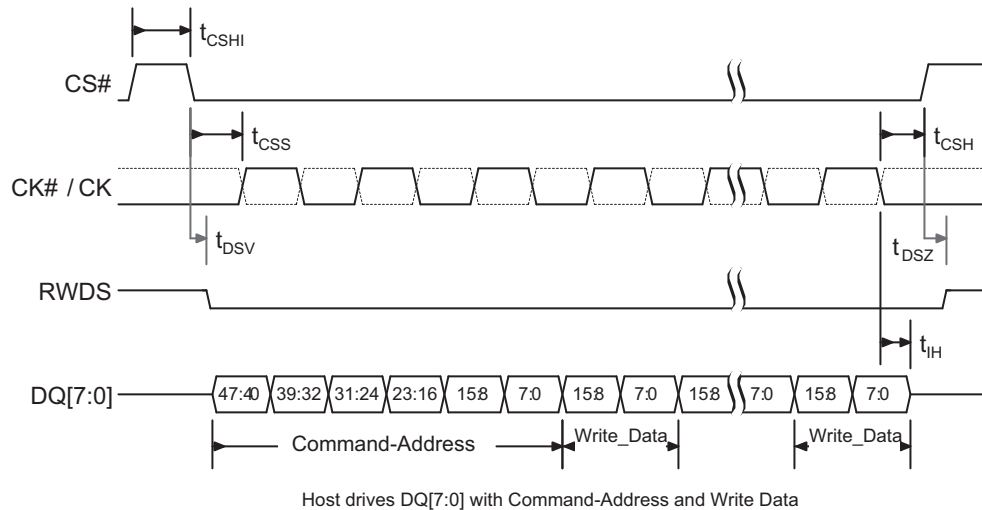 tCSHI
CS#
tCSS
tCSH
CK# / CK
tDSV
tDSZ
RWDS
tIH
DQ[7:0]
47:40 39:32 31:24 23:16 15:8 7:0 15:8 7:0 15:8 7:0 15:8 7:0
Command-Address Write_Data Write_Data
Host drives DQ[7:0] with Command-Address and Write Data